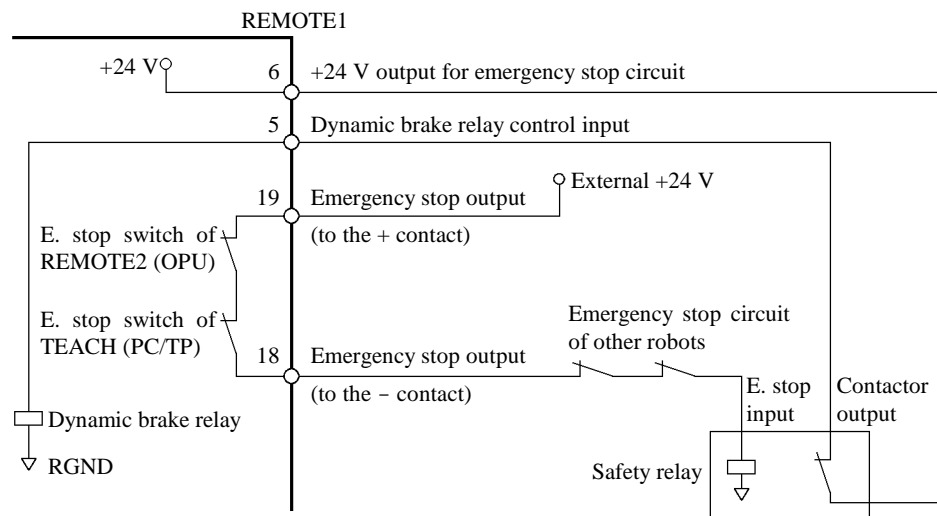 REMOTE1
+24 V
6
+24 V output for emergency stop circuit
5
Dynamic brake relay control input
19
Emergency stop output
(to the + contact)
External +24 V
E. stop switch of
REMOTE2 (OPU)
E. stop switch of
TEACH (PC/TP)
18
Emergency stop output
(to the − contact)
Emergency stop circuit
of other robots
E. stop
input
Contactor
output
Dynamic brake relay
RGND
Safety relay